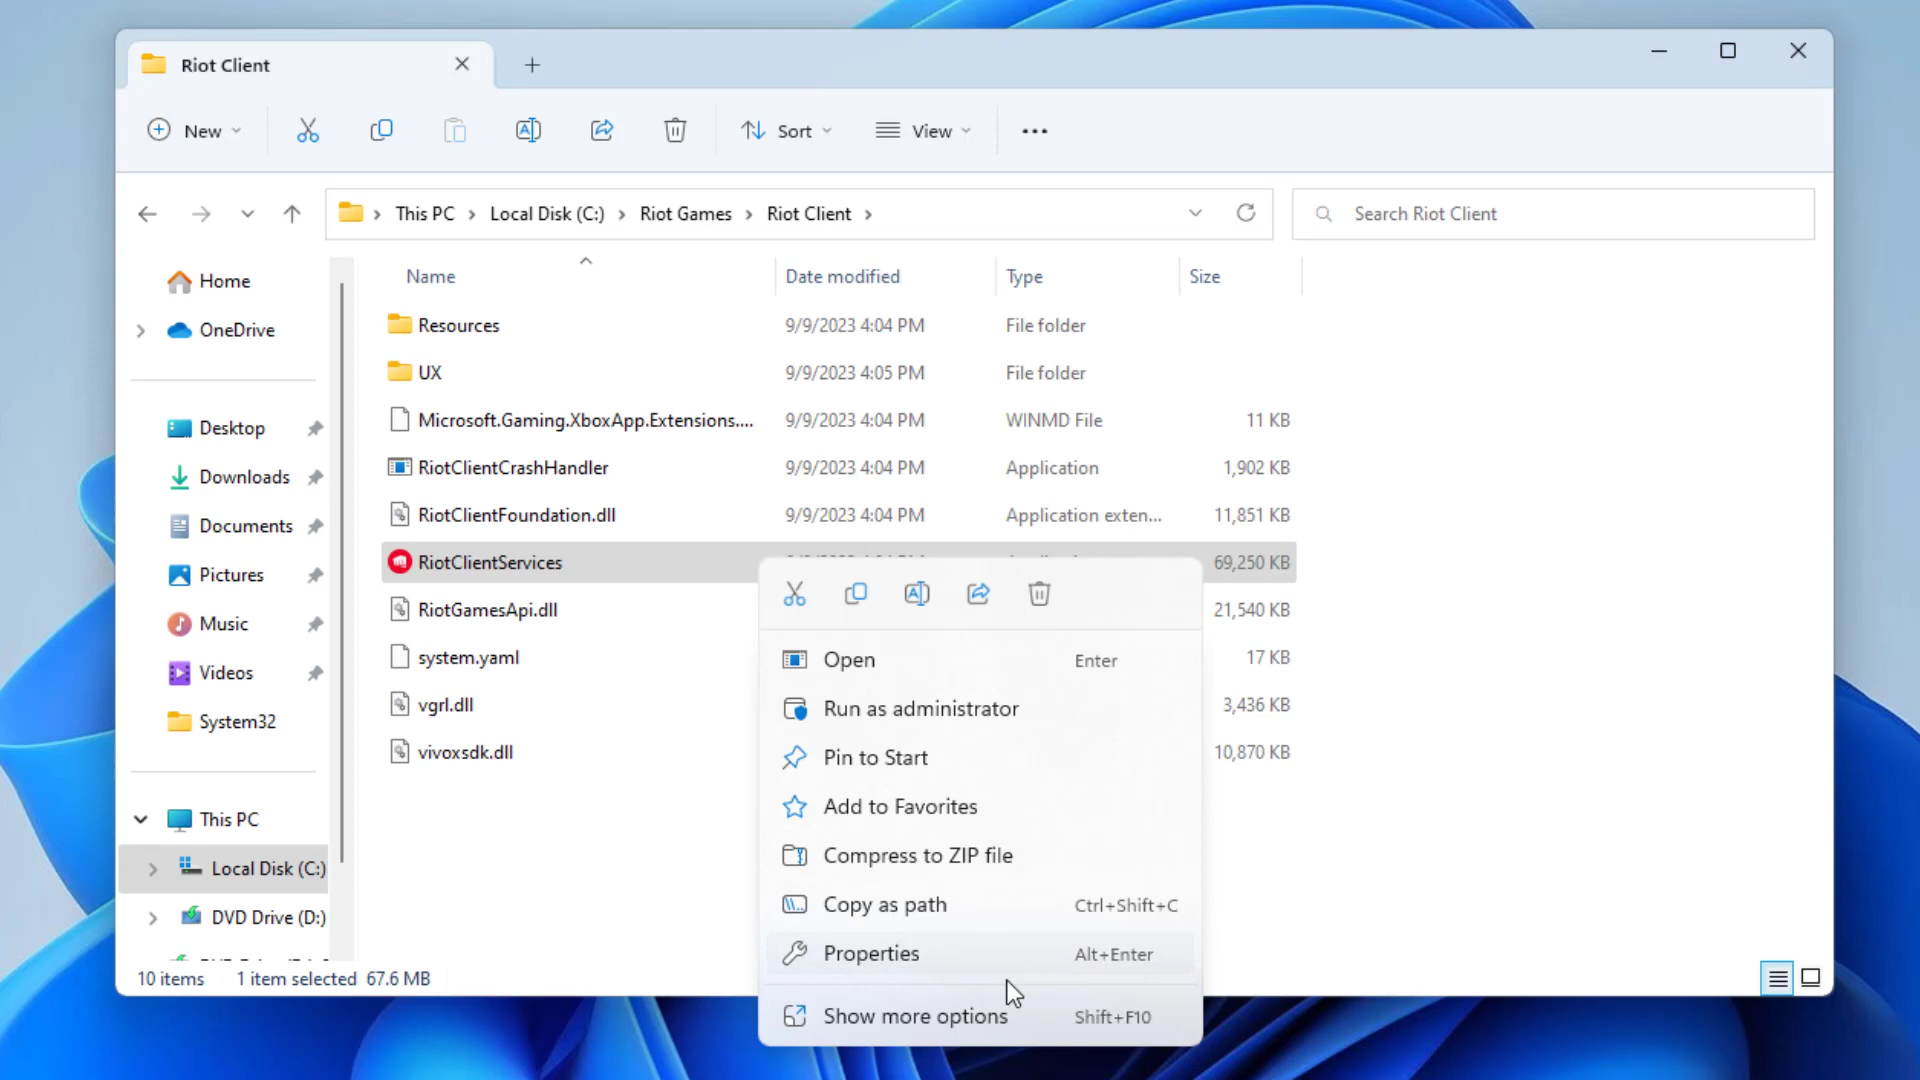 Riot Client
New
Sort
View
This PC
Local Disk (C:)
Riot Games
Riot Client
Search Riot Client
Home
OneDrive
Desktop
Downloads
Documents
Pictures
Music
Videos
System32
This PC
Local Disk (C:)
DVD Drive (D:)
Name Date modified Type Size
Resources 9/9/2023 4:04 PM File folder
UX 9/9/2023 4:05 PM File folder
Microsoft.Gaming.XboxApp.Extensions.... 9/9/2023 4:04 PM WINMD File 11 KB
RiotClientCrashHandler 9/9/2023 4:04 PM Application 1,902 KB
RiotClientFoundation.dll 9/9/2023 4:04 PM Application exten... 11,851 KB
RiotClientServices 69,250 KB
RiotGamesApi.dll 21,540 KB
system.yaml 17 KB
vgrl.dll 3,436 KB
vivoxsdk.dll 10,870 KB
Open Enter
Run as administrator
Pin to Start
Add to Favorites
Compress to ZIP file
Copy as path Ctrl+Shift+C
Properties Alt+Enter
Show more options Shift+F10
10 items 1 item selected 67.6 MB